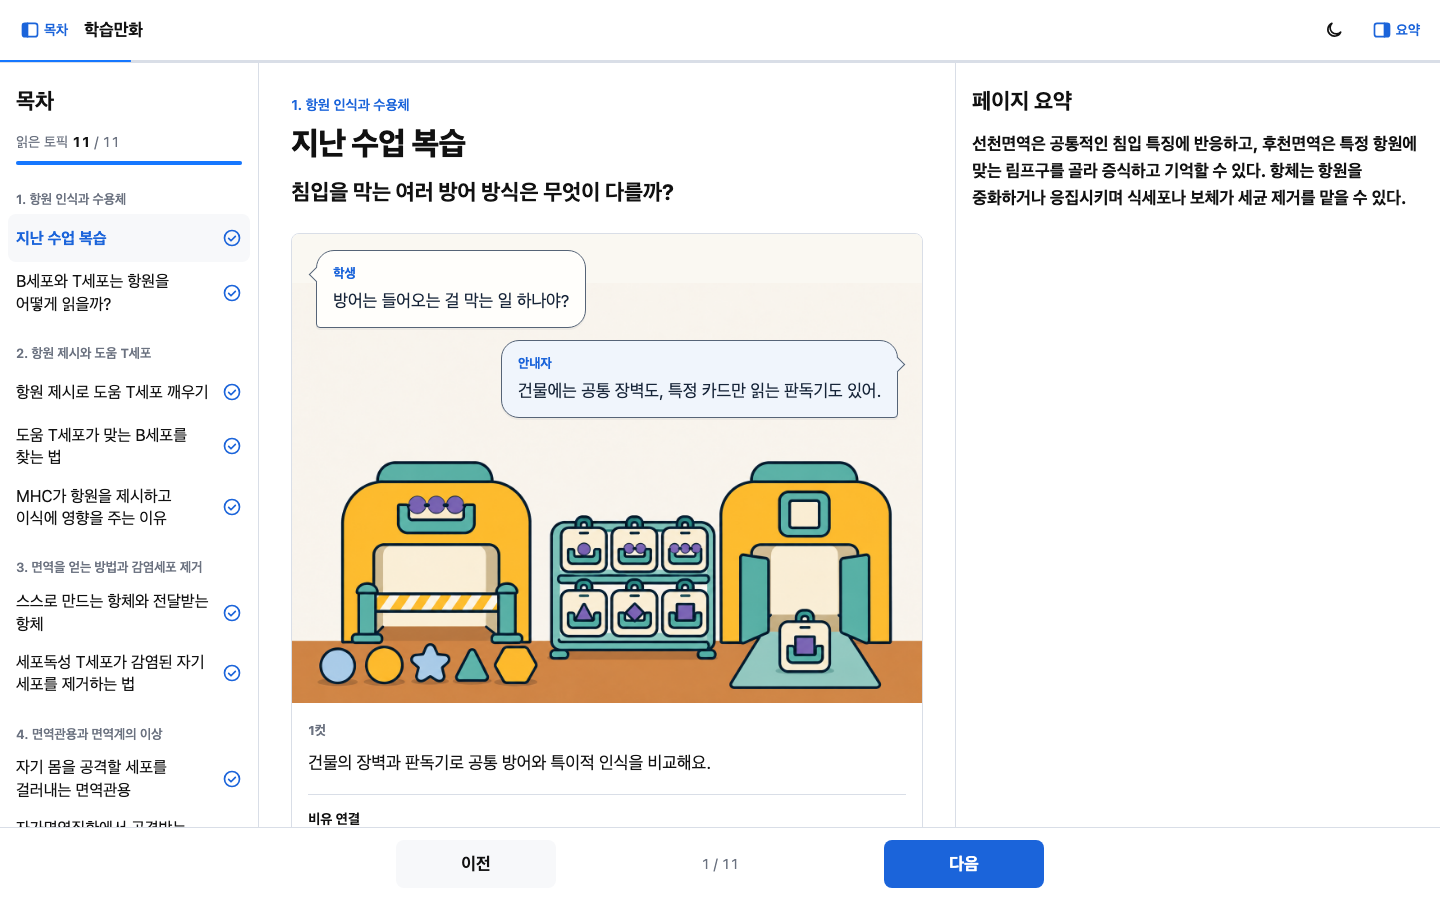 목차
학습만화
요약
목차
읽은 토픽 11 / 11
1. 항원 인식과 수용체
지난 수업 복습
B세포와 T세포는 항원을
어떻게 읽을까?
2. 항원 제시와 도움 T세포
항원 제시로 도움 T세포 깨우기
도움 T세포가 맞는 B세포를
찾는 법
MHC가 항원을 제시하고
이식에 영향을 주는 이유
3. 면역을 얻는 방법과 감염세포 제거
스스로 만드는 항체와 전달받는
항체
세포독성 T세포가 감염된 자기
세포를 제거하는 법
4. 면역관용과 면역계의 이상
자기 몸을 공격할 세포를
걸러내는 면역관용
1. 항원 인식과 수용체
지난 수업 복습
침입을 막는 여러 방어 방식은 무엇이 다를까?
학생
방어는 들어오는 걸 막는 일 하나야?
안내자
건물에는 공통 장벽도, 특정 카드만 읽는 판독기도 있어.
1컷
건물의 장벽과 판독기로 공통 방어와 특이적 인식을 비교해요.
비유 연결
페이지 요약
선천면역은 공통적인 침입 특징에 반응하고, 후천면역은 특정 항원에
맞는 림프구를 골라 증식하고 기억할 수 있다. 항체는 항원을
중화하거나 응집시키며 식세포나 보체가 세균 제거를 맡을 수 있다.
이전
1 / 11
다음